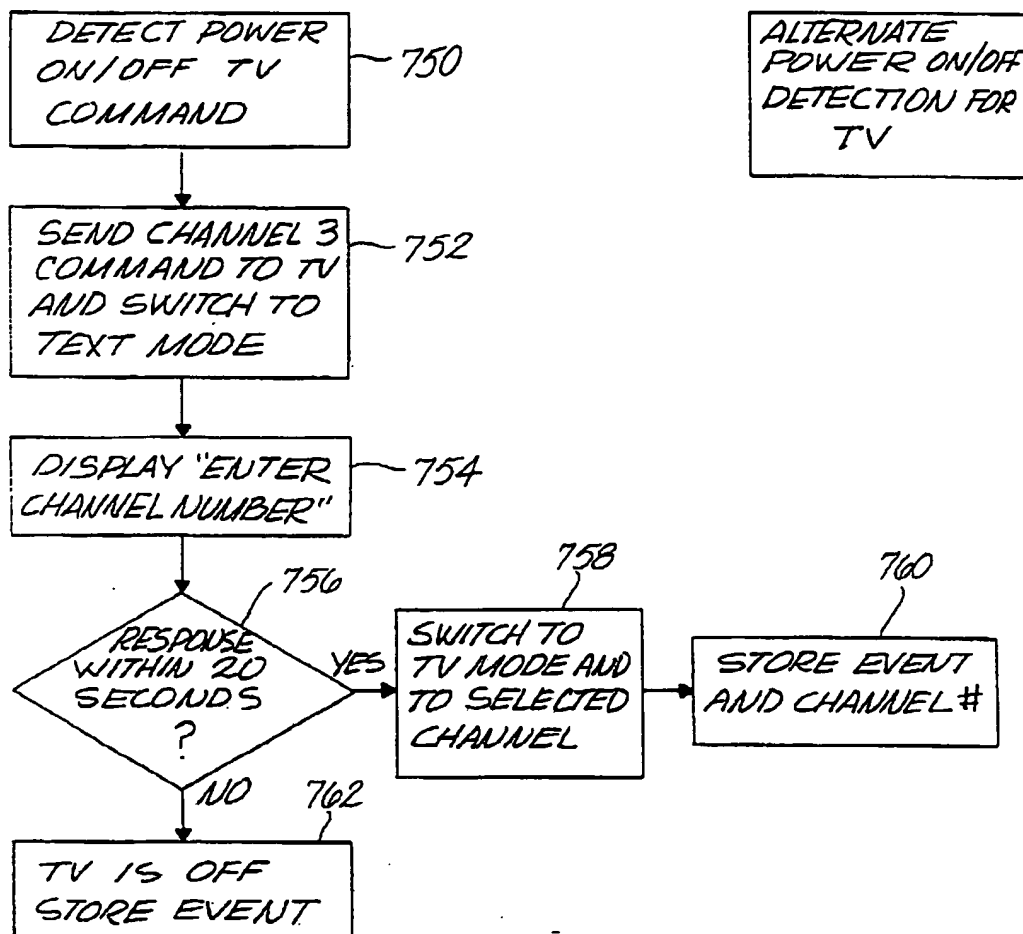 DETECT POWER
ON/OFF TV
COMMAND
750
ALTERNATE
POWER ON/OFF
DETECTION FOR
TV
SEND CHANNEL 3
COMMAND TO TV
AND SWITCH TO
TEXT MODE
752
DISPLAY "ENTER
CHANNEL NUMBER"
754
RESPONSE
WITHIN 20
SECONDS
?
756
YES
NO
SWITCH TO
TV MODE AND
TO SELECTED
CHANNEL
758
STORE EVENT
AND CHANNEL #
760
TV IS OFF
STORE EVENT
762